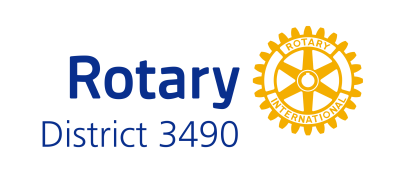 Rotary
District 3490
ROTARY
INTERNATIONAL